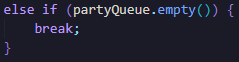 else if (partyQueue.empty()) {
    break;
}